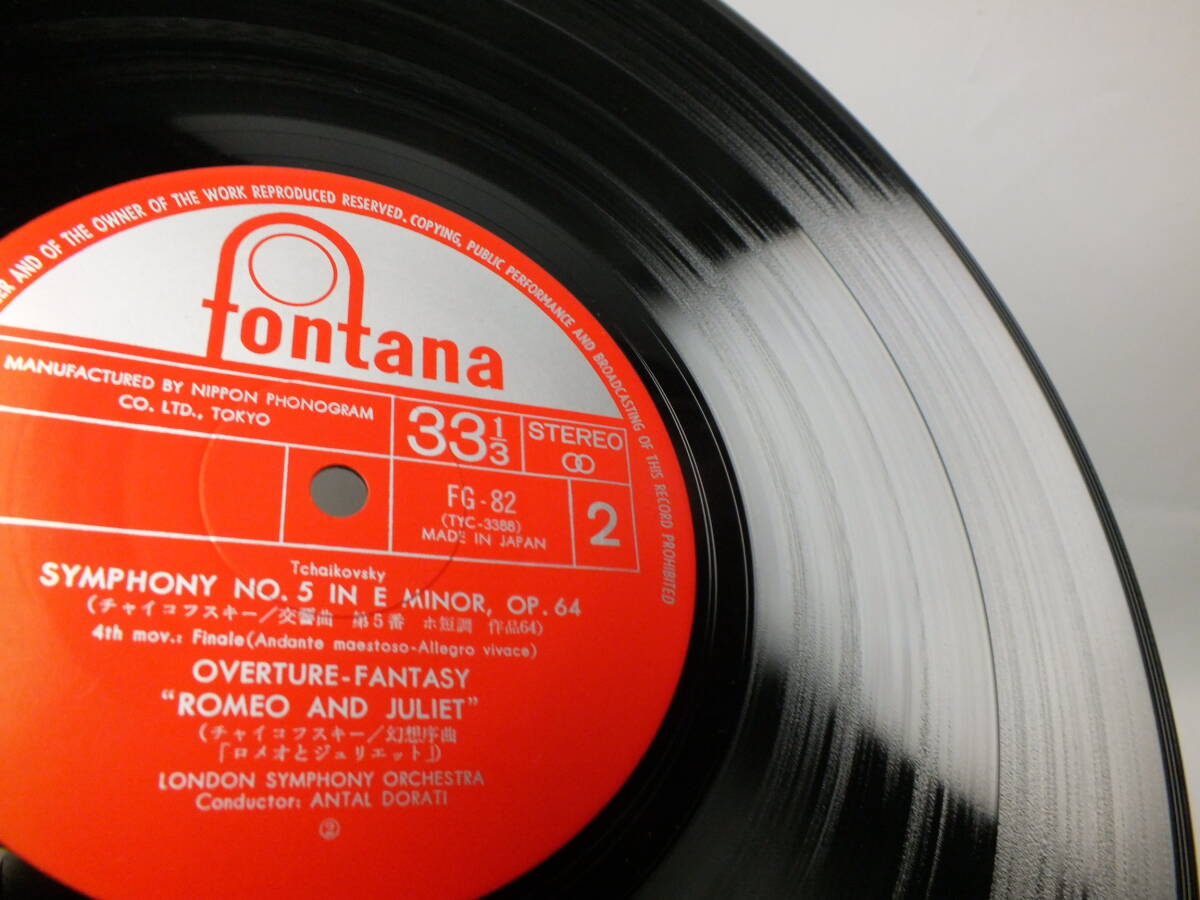 AND OF THE OWNER OF THE WORK REPRODUCED RESERVED. COPYING, PUBLIC PERFORMANCE AND BROADCASTING OF THIS RECORD PROHIBITED
fontana
MANUFACTURED BY NIPPON PHONOGRAM
CO. LTD., TOKYO
33 1/3
STEREO
FG-82
(TYC-3388)
MADE IN JAPAN
2
Tchaikovsky
SYMPHONY NO. 5 IN E MINOR, OP. 64
(チャイコフスキー/交響曲 第5番 ホ短調 作品64)
4th mov.: Finale (Andante maestoso-Allegro vivace)
OVERTURE-FANTASY
"ROMEO AND JULIET"
(チャイコフスキー/幻想序曲
「ロメオとジュリエット」)
LONDON SYMPHONY ORCHESTRA
Conductor: ANTAL DORATI
②